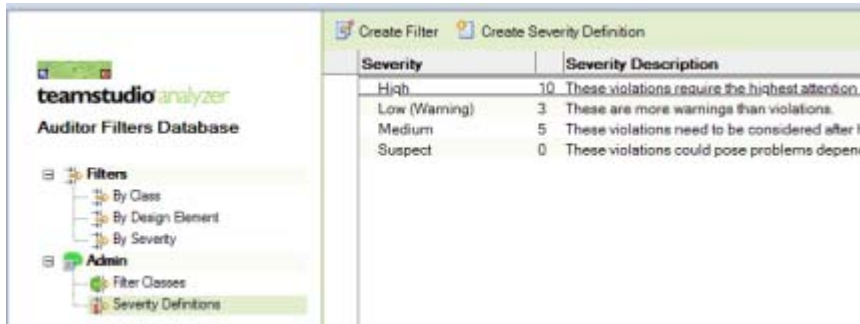 Create Filter Create Severity Definition
Severity Severity Description
High 10 These violations require the highest attention
Low (Warning) 3 These are more warnings than violations.
Medium 5 These violations need to be considered after
Suspect 0 These violations could pose problems
teamstudio analyzer
Auditor Filters Database
Filters
By Class
By Design Element
By Severity
Admin
Filter Classes
Severity Definitions